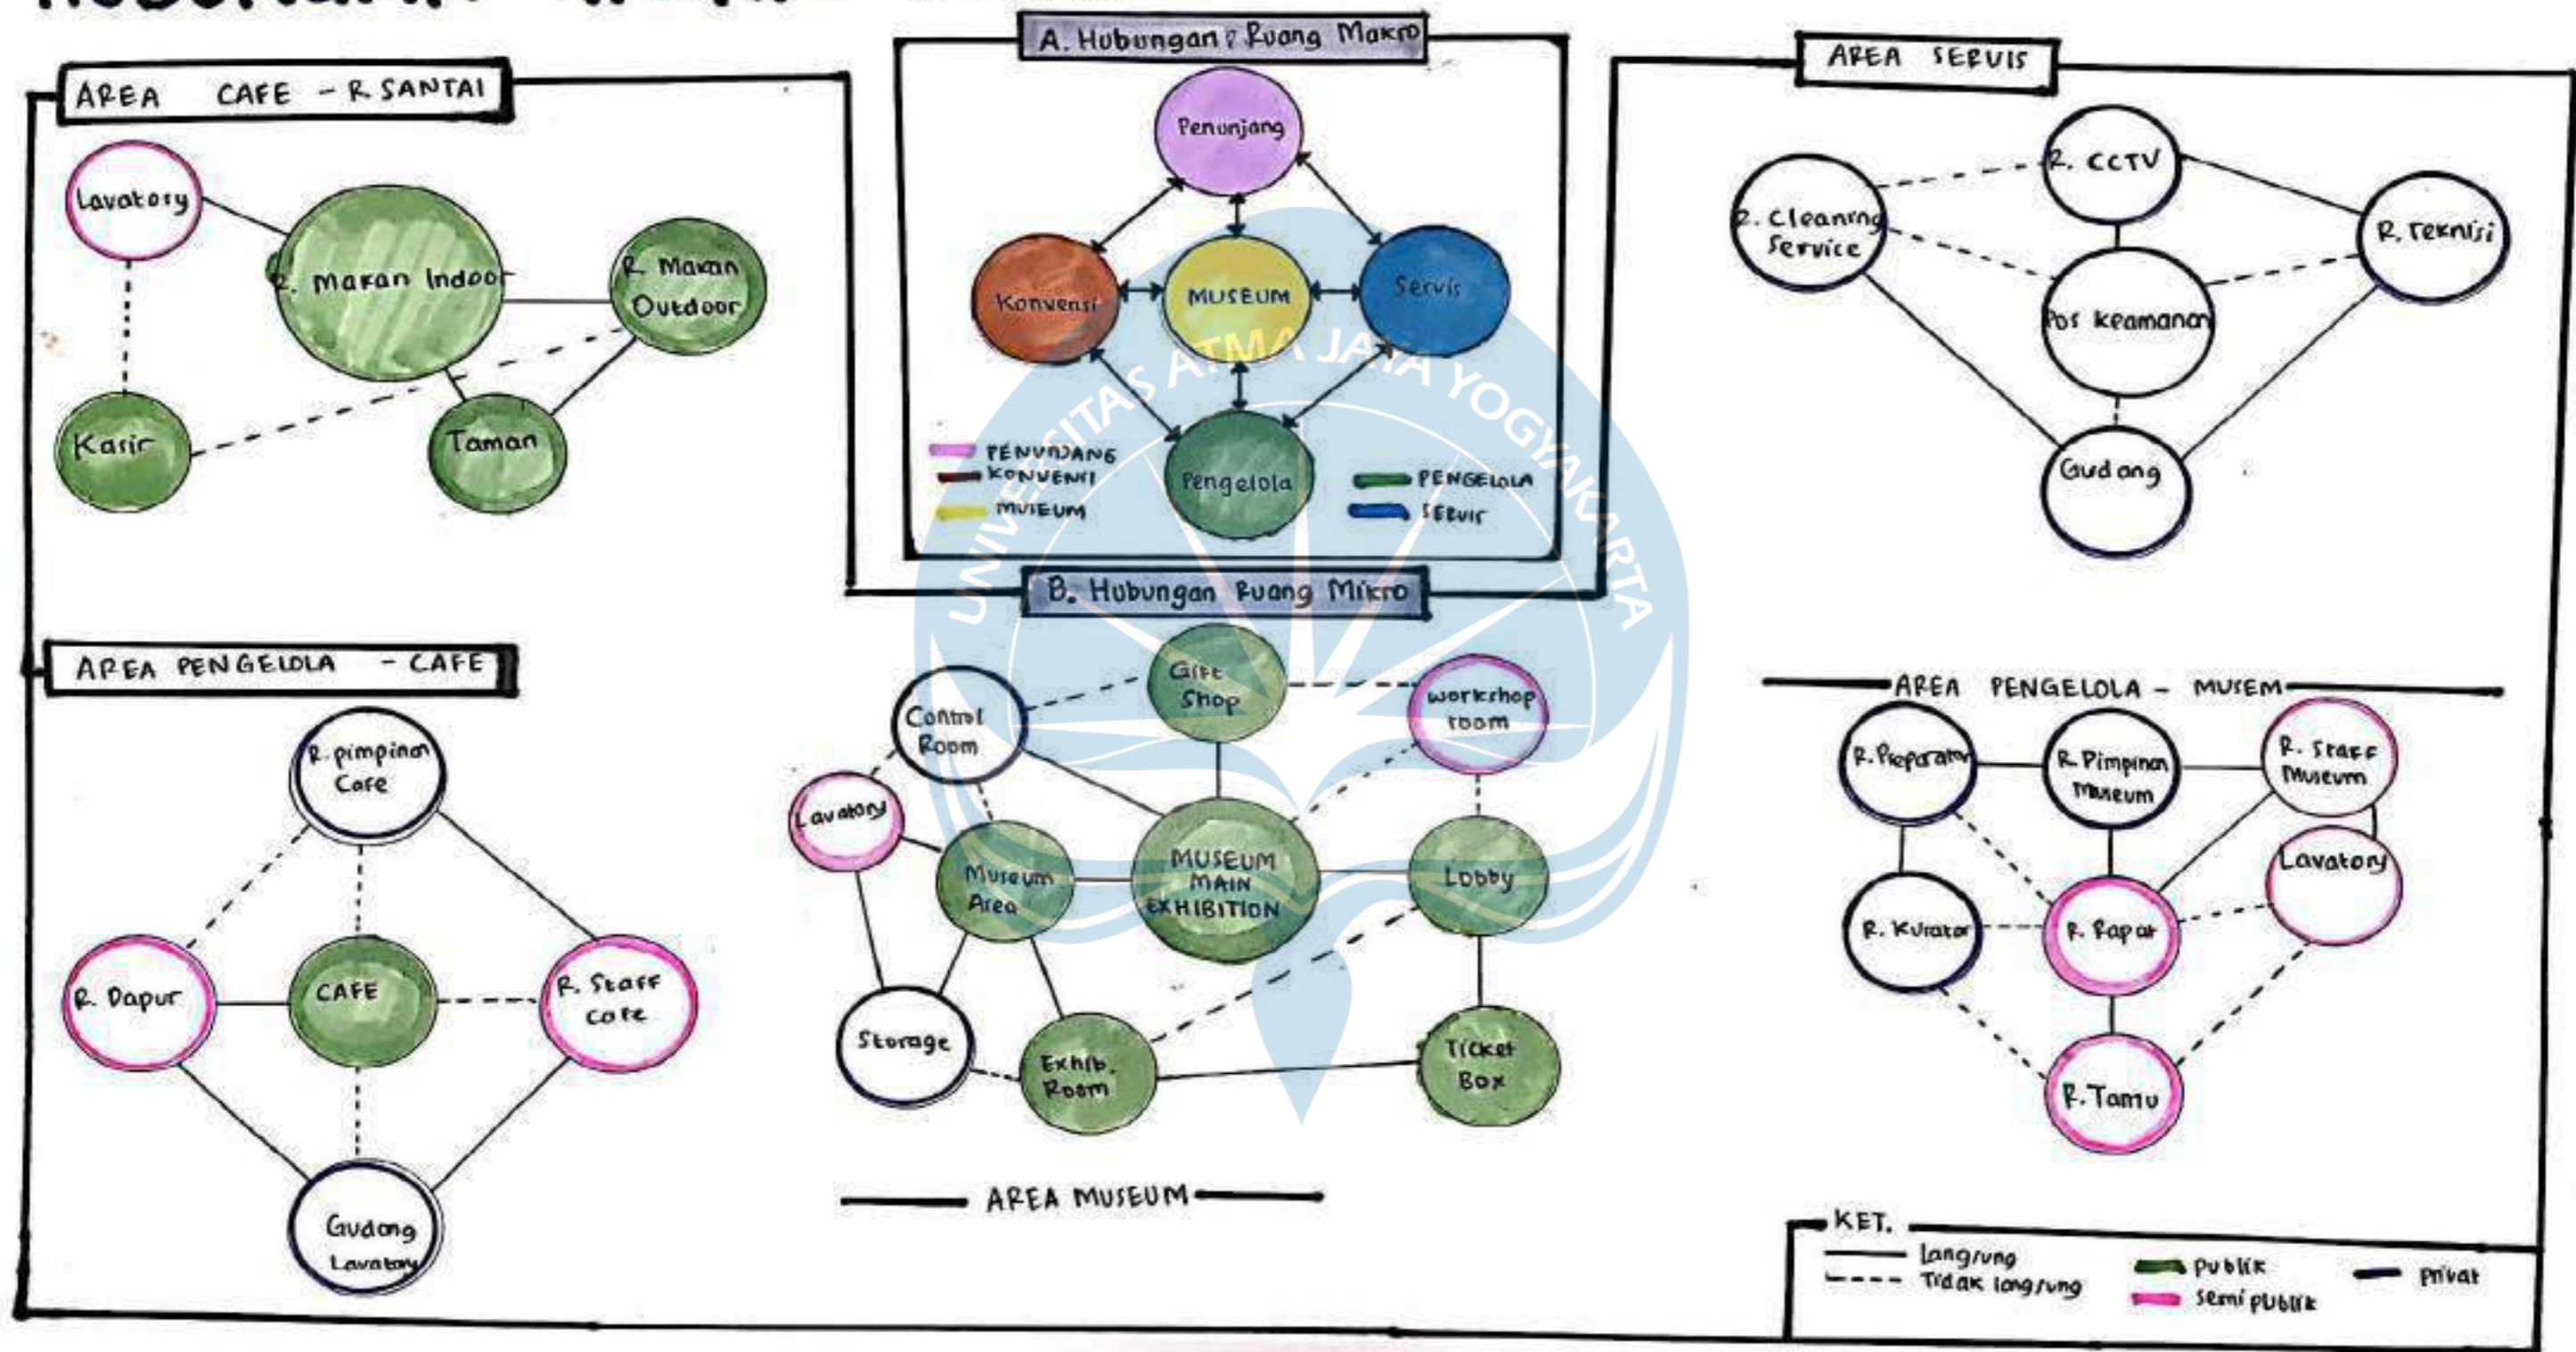 A. Hubungan Ruang Makro
Penunjang
Konvensi
MUSEUM
Servis
Pengelola
PENUNJANG
KONVENSI
MUSEUM
PENGELOLA
SERVIS
UNIVERSITAS ATMA JAYA YOGYAKARTA
B. Hubungan Ruang Mikro
AREA CAFE - R SANTAI
Lavatory
R. Makan Indoor
R. Makan
Outdoor
Kasir
Taman
AREA SERVIS
R. CCTV
R. Cleaning
Service
R. Teknisi
Pos Keamanan
Gudang
AREA PENGELOLA - CAFE
R. pimpinan
Cafe
R. Dapur
CAFE
R. Staff
Cafe
Gudang
Lavatory
Gift
Shop
Control
Room
workshop
room
Lavatory
Museum
Area
MUSEUM
MAIN
EXHIBITION
Lobby
Storage
Exhib.
Room
Ticket
Box
AREA MUSEUM
AREA PENGELOLA - MUSEM
R. Preparator
R. Pimpinan
Museum
R. Staff
Museum
Lavatory
R. Kurator
R. Rapat
R. Tamu
KET.
Langsung
Tidak langsung
publik
semi publik
privat